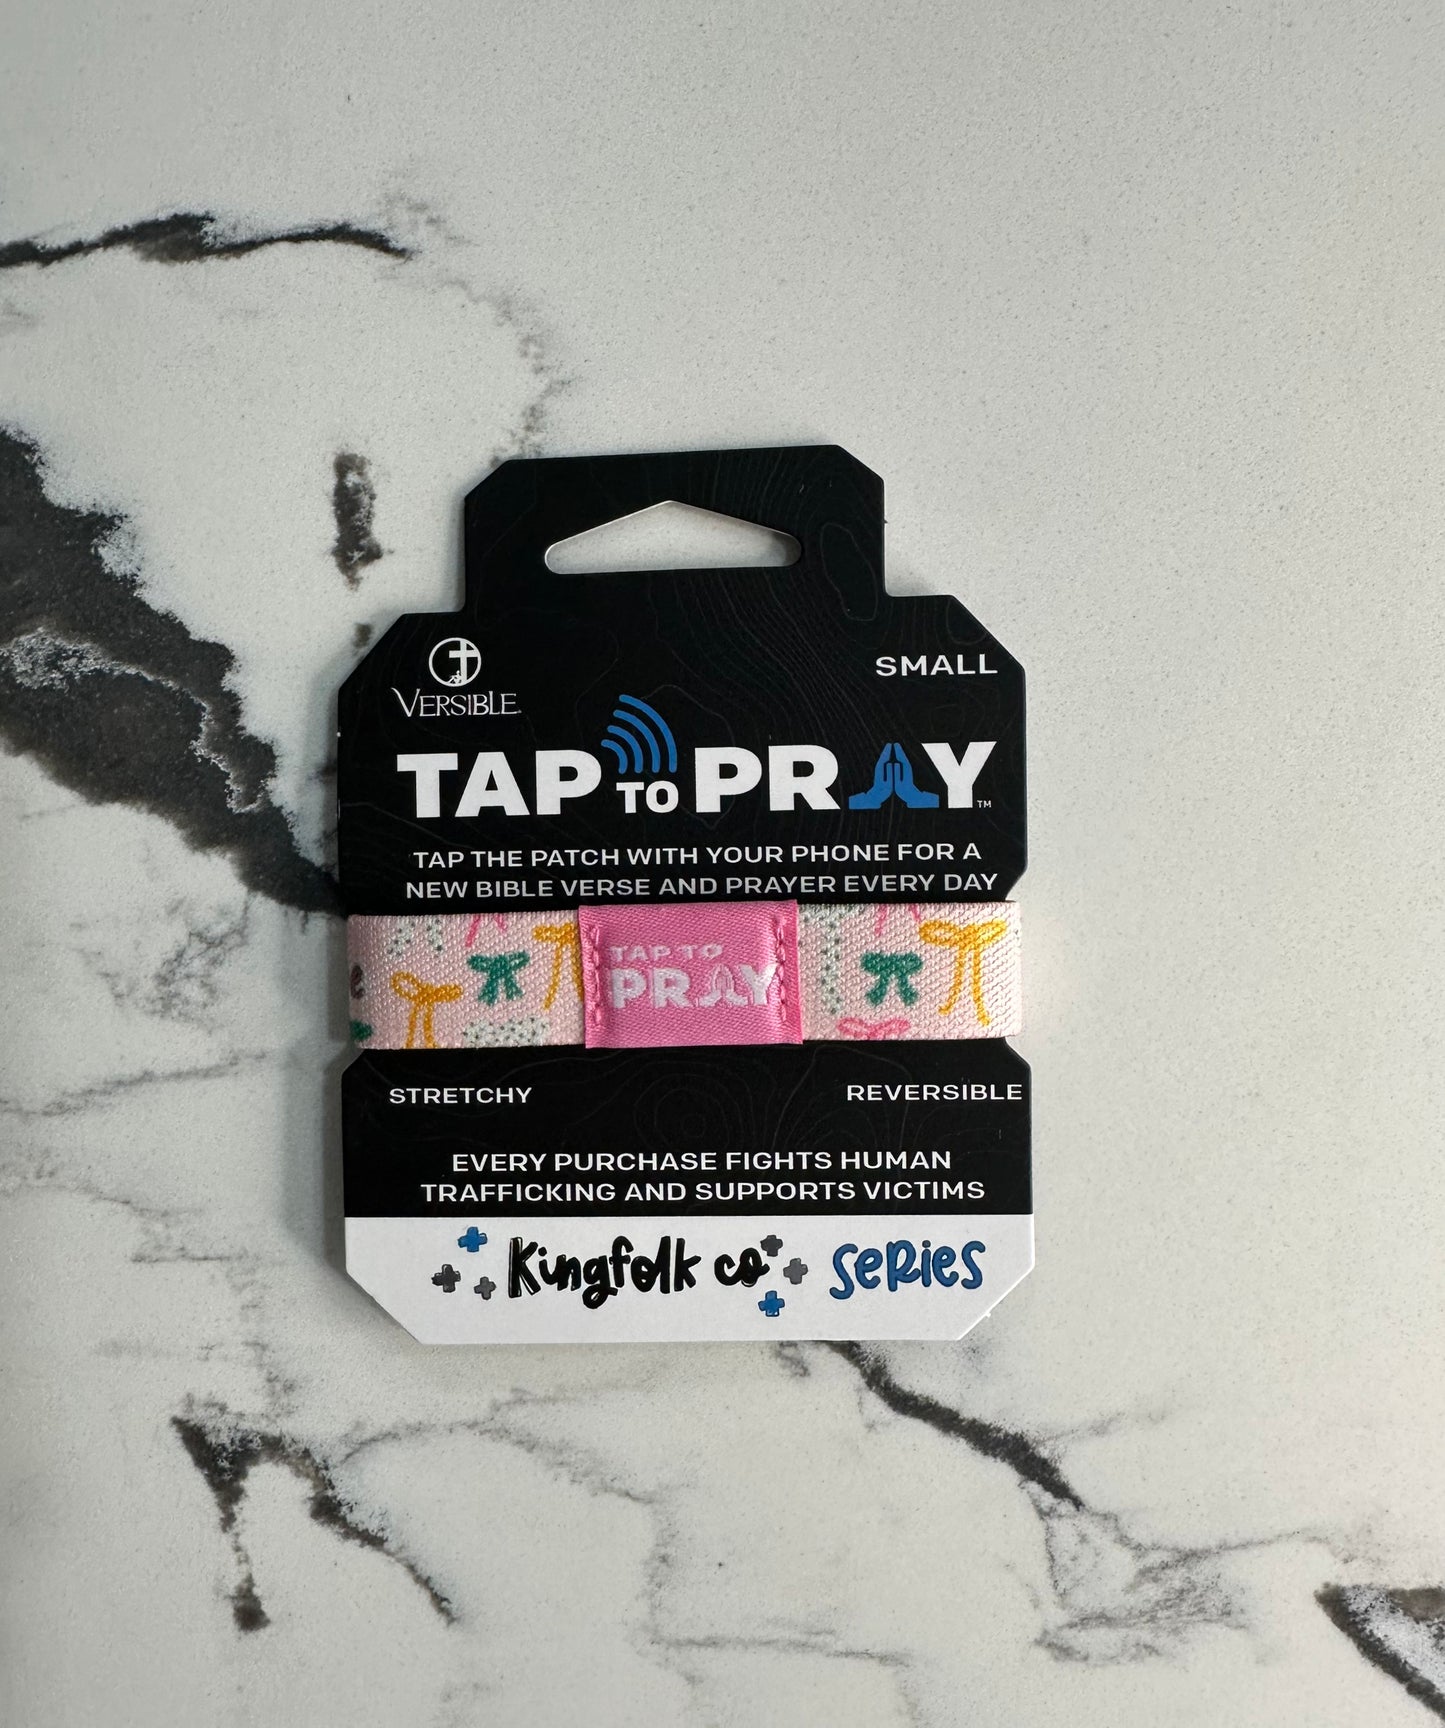 VERSIBLE
SMALL
TAP TO PRAY™
TAP THE PATCH WITH YOUR PHONE FOR A
NEW BIBLE VERSE AND PRAYER EVERY DAY
TAP TO
PRAY
STRETCHY
REVERSIBLE
EVERY PURCHASE FIGHTS HUMAN
TRAFFICKING AND SUPPORTS VICTIMS
Kingfolk co SeRies